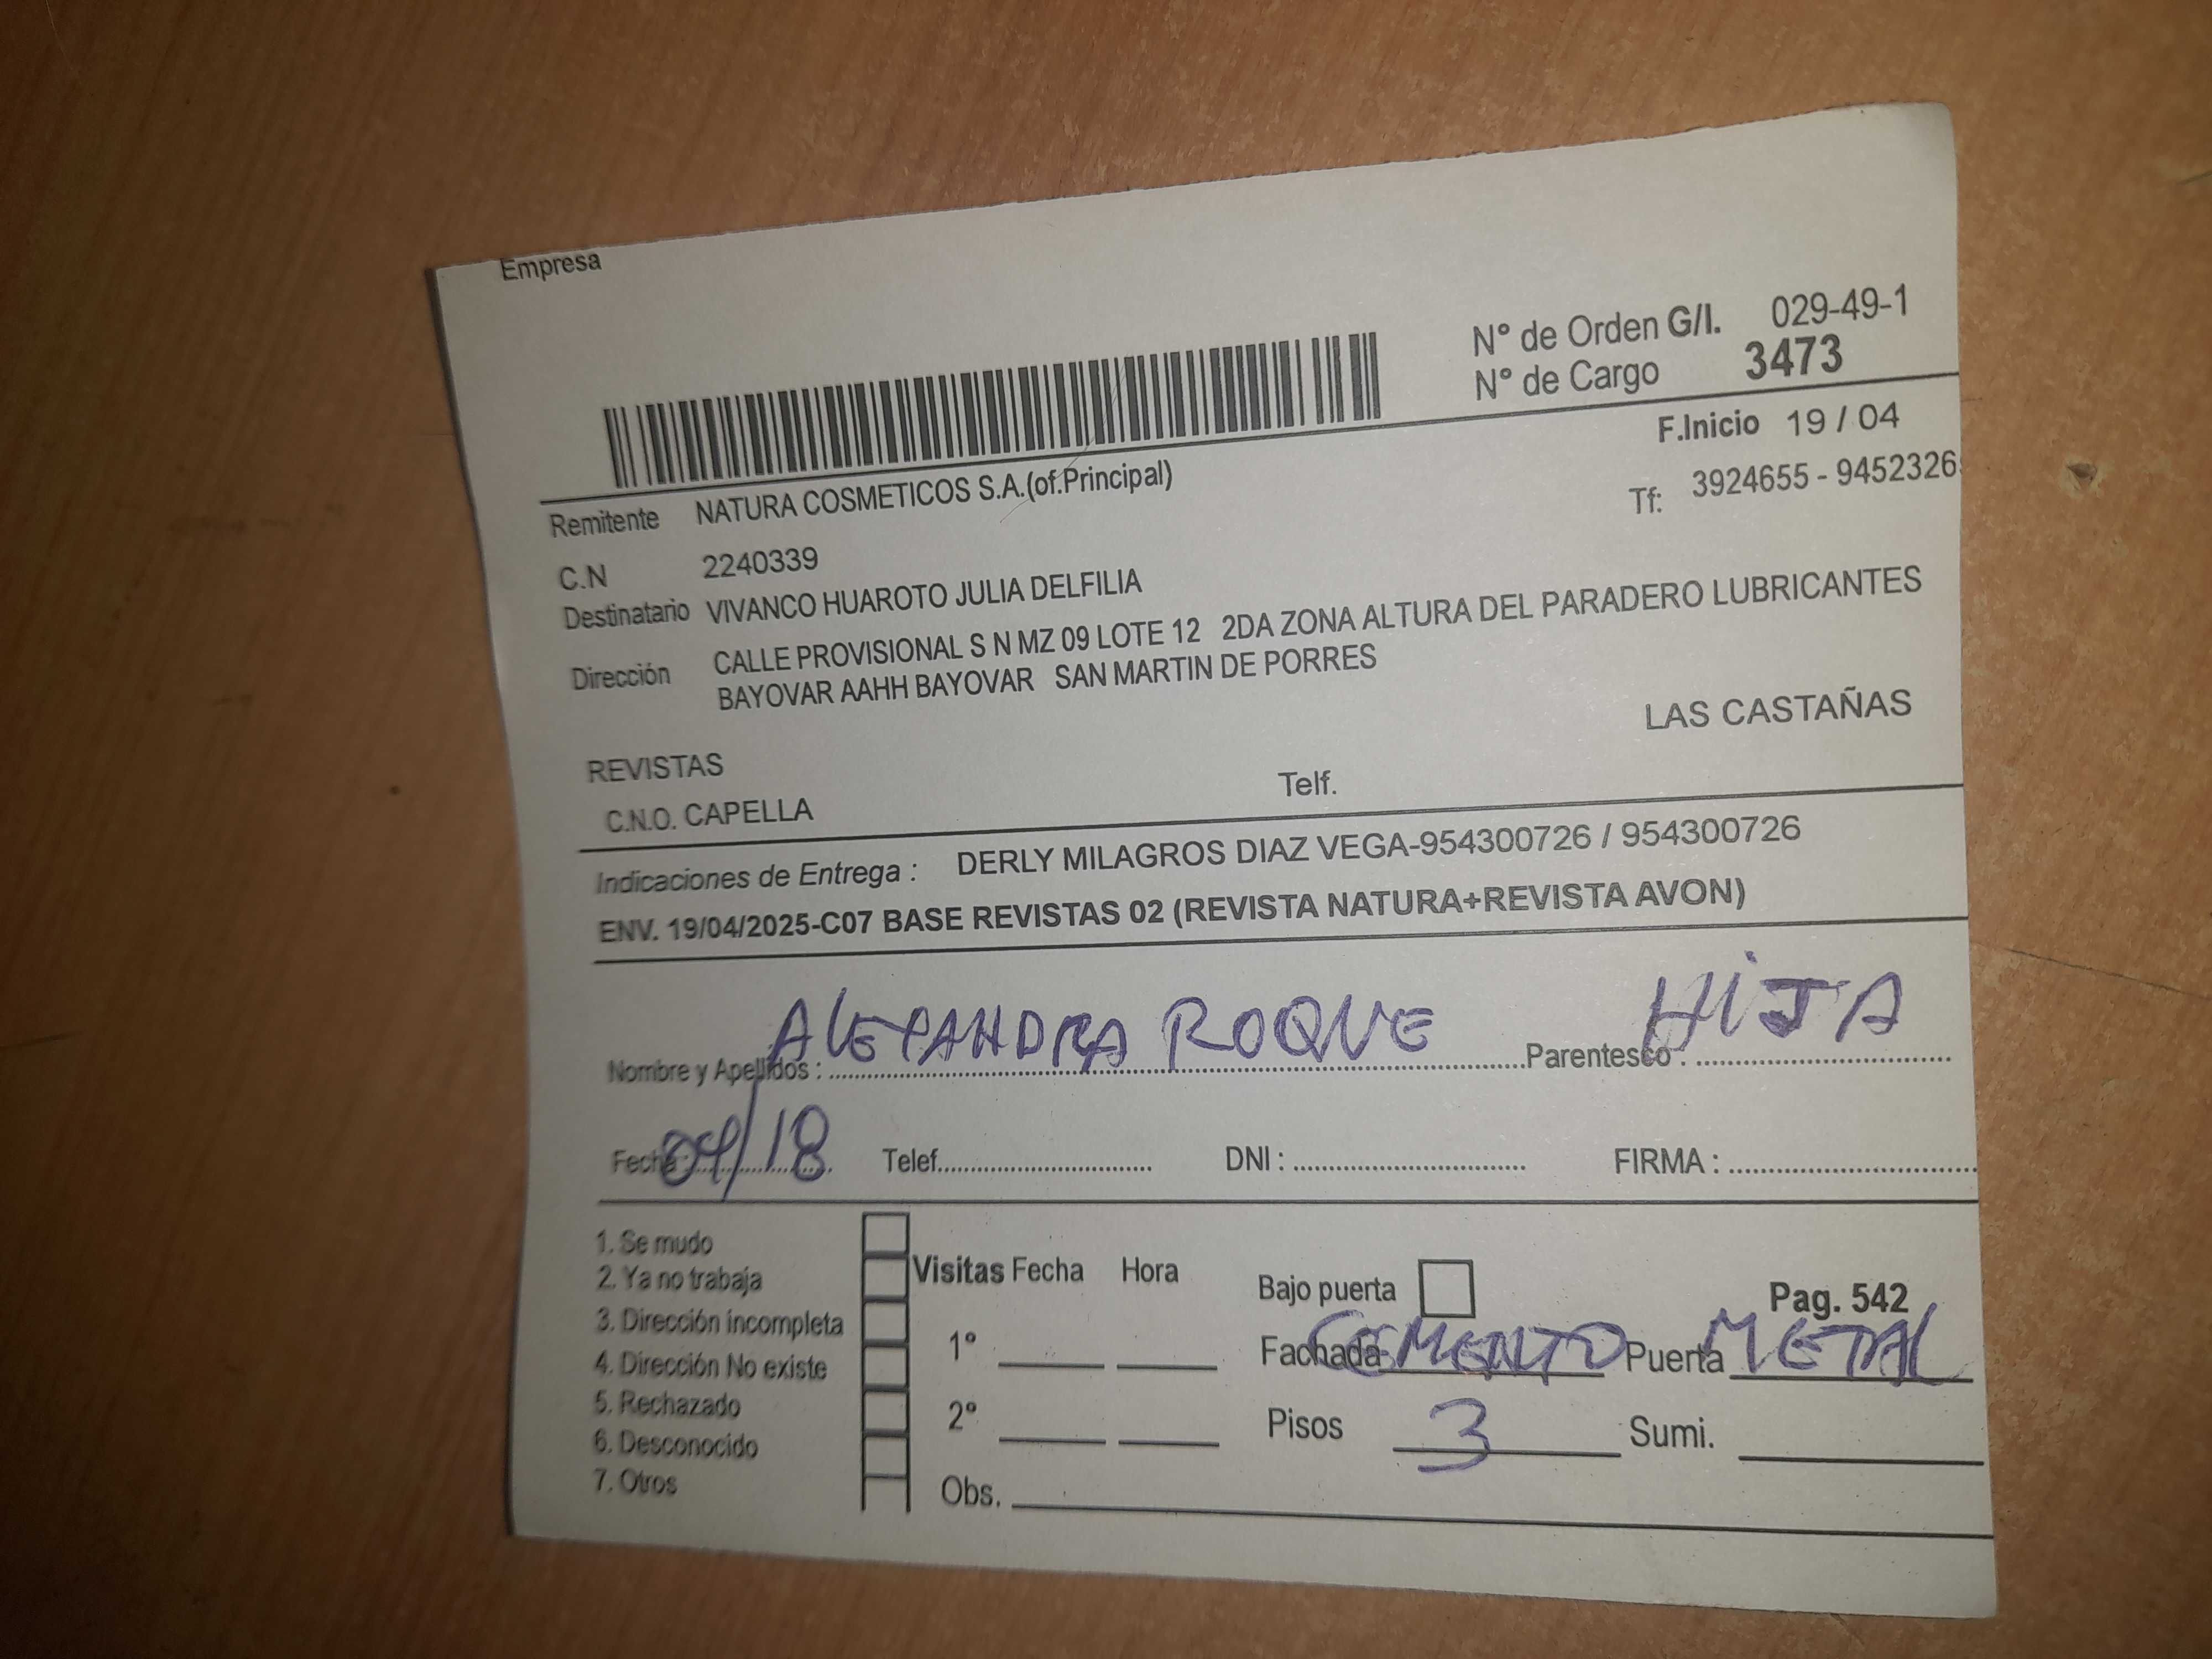 Empresa
N° de Orden G/I. 029-49-1
N° de Cargo 3473
F.Inicio 19 / 04
Remitente NATURA COSMETICOS S.A.(of.Principal) Tf: 3924655 - 9452326
C.N 2240339
Destinatario VIVANCO HUAROTO JULIA DELFILIA
Dirección CALLE PROVISIONAL S N MZ 09 LOTE 12 2DA ZONA ALTURA DEL PARADERO LUBRICANTES
BAYOVAR AAHH BAYOVAR SAN MARTIN DE PORRES
LAS CASTAÑAS
REVISTAS
C.N.O. CAPELLA Telf.
Indicaciones de Entrega : DERLY MILAGROS DIAZ VEGA-954300726 / 954300726
ENV. 19/04/2025-C07 BASE REVISTAS 02 (REVISTA NATURA+REVISTA AVON)
Nombre y Apellidos : ALEJANDRA ROQUE Parentesco : HIJA
Fecha : 04/18 Telef. DNI : FIRMA :
1. Se mudo
2. Ya no trabaja
3. Dirección incompleta
4. Dirección No existe
5. Rechazado
6. Desconocido
7. Otros
Visitas Fecha Hora
1°
2°
Obs.
Bajo puerta Pag. 542
Fachada CEMENTO Puerta METAL
Pisos 3 Sumi.